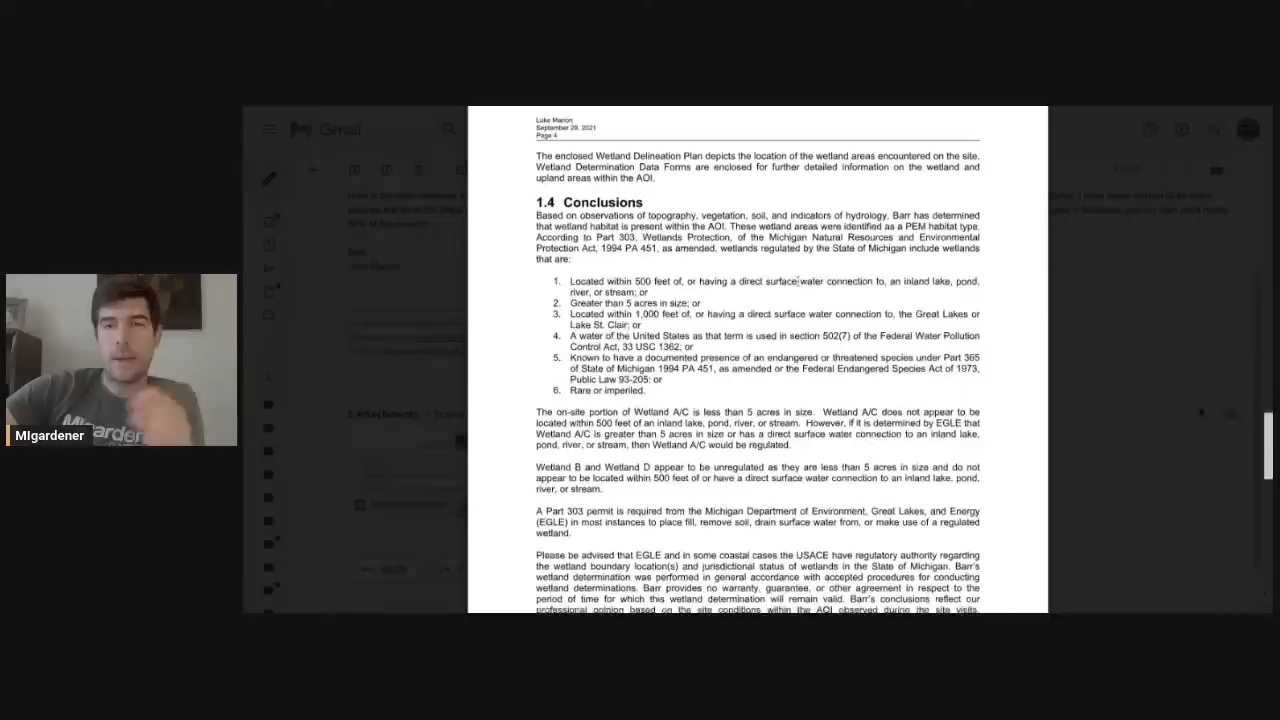 Luke Marion
September 28, 2021
Page 4
Gmail
The enclosed Wetland Delineation Plan depicts the location of the wetland areas encountered on the site.
Wetland Determination Data Forms are enclosed for further detailed information on the wetland and
upland areas within the AOI.
1.4 Conclusions
Based on observations of topography, vegetation, soil, and indicators of hydrology, Barr has determined
that wetland habitat is present within the AOI. These wetland areas were identified as a PEM habitat type.
According to Part 303, Wetlands Protection, of the Michigan Natural Resources and Environmental
Protection Act, 1994 PA 451, as amended, wetlands regulated by the State of Michigan include wetlands
that are:
1. Located within 500 feet of, or having a direct surface water connection to, an inland lake, pond,
river, or stream; or
2. Greater than 5 acres in size; or
3. Located within 1,000 feet of, or having a direct surface water connection to, the Great Lakes or
Lake St. Clair; or
4. A water of the United States as that term is used in section 502(7) of the Federal Water Pollution
Control Act, 33 USC 1362; or
5. Known to have a documented presence of an endangered or threatened species under Part 365
of State of Michigan 1994 PA 451, as amended or the Federal Endangered Species Act of 1973,
Public Law 93-205; or
6. Rare or imperiled.
The on-site portion of Wetland A/C is less than 5 acres in size. Wetland A/C does not appear to be
located within 500 feet of an inland lake, pond, river, or stream. However, if it is determined by EGLE that
Wetland A/C is greater than 5 acres in size or has a direct surface water connection to an inland lake,
pond, river, or stream, then Wetland A/C would be regulated.
Wetland B and Wetland D appear to be unregulated as they are less than 5 acres in size and do not
appear to be located within 500 feet of or have a direct surface water connection to an inland lake, pond,
river, or stream.
A Part 303 permit is required from the Michigan Department of Environment, Great Lakes, and Energy
(EGLE) in most instances to place fill, remove soil, drain surface water from, or make use of a regulated
wetland.
Please be advised that EGLE and in some coastal cases the USACE have regulatory authority regarding
the wetland boundary location(s) and jurisdictional status of wetlands in the State of Michigan. Barr's
wetland determination was performed in general accordance with accepted procedures for conducting
wetland determinations. Barr provides no warranty, guarantee, or other agreement in respect to the
period of time for which this wetland determination will remain valid. Barr's conclusions reflect our
professional opinion based on the site conditions within the AOI observed during the site visits.
2 Attachments
Reply
MIgarden
MIgardener